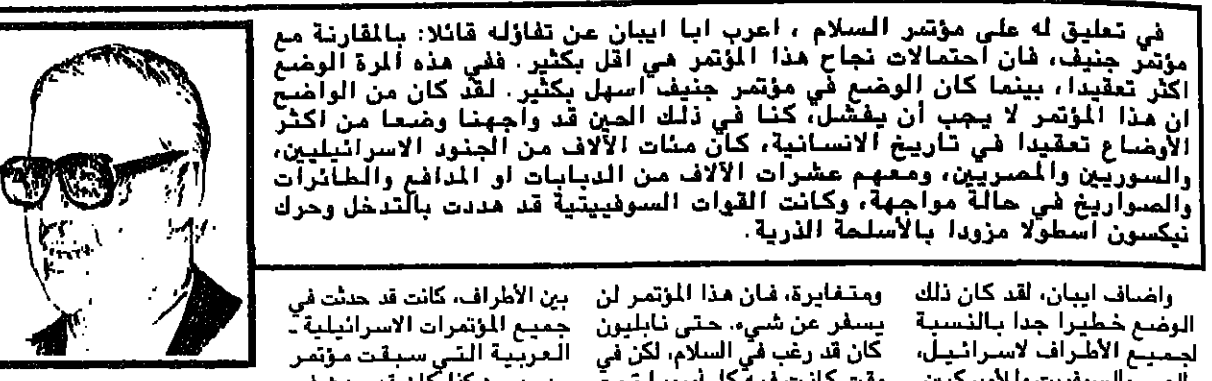 في تعليق له على مؤتمر السلام ، اعرب ابا ايبان عن تفاؤله قائلا: بالمقارنة مع
مؤتمر جنيف، فان احتمالات نجاح هذا المؤتمر هي اقل بكثير. ففي هذه المرة الوضع
اكثر تعقيدا، بينما كان الوضع في مؤتمر جنيف اسهل بكثير. لقد كان من الواضح
ان هذا المؤتمر لا يجب أن يفشل، كنا في ذلك الحين قد واجهنا وضعا من اكثر
الأوضاع تعقيدا في تاريخ الانسانية، كان مئات الآلاف من الجنود الاسرائيليين،
والسوريين والمصريين، ومعهم عشرات الآلاف من الدبابات او المدافع والطائرات
والصواريخ في حالة مواجهة، وكانت القوات السوفييتية قد هددت بالتدخل وحرك
نيكسون اسطولا مزودا بالأسلحة الذرية.
واضاف ايبان، لقد كان ذلك
الوضع خطيرا جدا بالنسبة
لجميع الأطراف لاسرائيل،
ومتغايرة، فان هذا المؤتمر لن
يسفر عن شيء. حتى نابليون
كان قد رغب في السلام، لكن في
بين الأطراف، كانت قد حدثت في
جميع المؤتمرات الاسرائيلية -
العربية التي سبقت مؤتمر